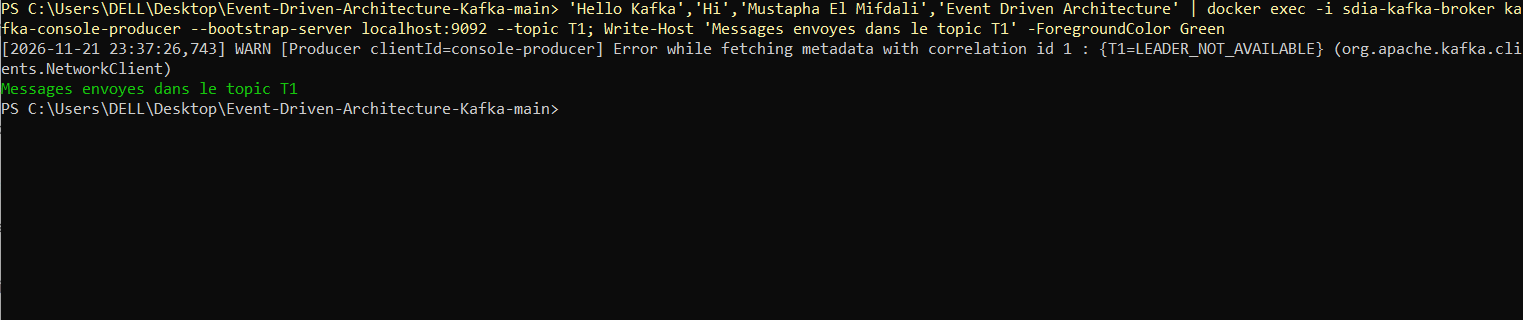 PS C:\Users\DELL\Desktop\Event-Driven-Architecture-Kafka-main> 'Hello Kafka','Hi','Mustapha El Mifdali','Event Driven Architecture' | docker exec -i sdia-kafka-broker ka
fka-console-producer --bootstrap-server localhost:9092 --topic T1; Write-Host 'Messages envoyes dans le topic T1' -ForegroundColor Green
[2026-11-21 23:37:26,743] WARN [Producer clientId=console-producer] Error while fetching metadata with correlation id 1 : {T1=LEADER_NOT_AVAILABLE} (org.apache.kafka.cli
ents.NetworkClient)
Messages envoyes dans le topic T1
PS C:\Users\DELL\Desktop\Event-Driven-Architecture-Kafka-main>